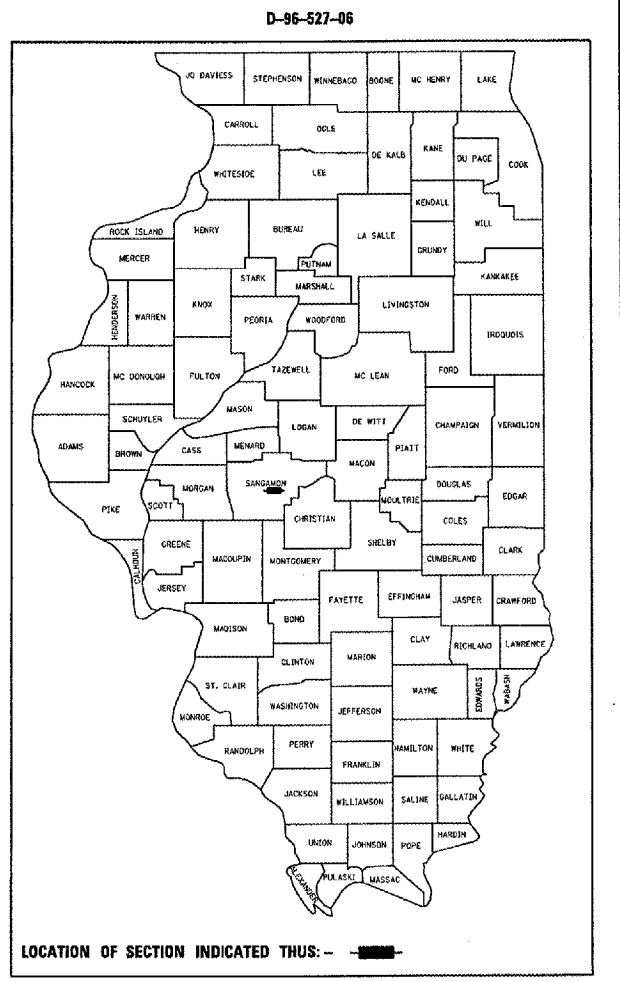 D-96-527-06
JO DAVIESS STEPHENSON WINNEBAGO BOONE MC HENRY LAKE
CARROLL OGLE DE KALB KANE DU PAGE COOK
WHITESIDE LEE
KENDALL WILL
ROCK ISLAND HENRY BUREAU LA SALLE GRUNDY
MERCER PUTNAM KANKAKEE
STARK MARSHALL
HENDERSON WARREN KNOX PEORIA WOODFORD LIVINGSTON IROQUOIS
HANCOCK MC DONOUGH FULTON TAZEWELL MC LEAN FORD
MASON
SCHUYLER LOGAN DE WITT CHAMPAIGN VERMILION
ADAMS BROWN CASS MENARD PIATT
MACON
SANGAMON DOUGLAS
PIKE SCOTT MORGAN MOULTRIE EDGAR
CHRISTIAN COLES
GREENE MACOUPIN MONTGOMERY SHELBY CUMBERLAND CLARK
CALHOUN
JERSEY FAYETTE EFFINGHAM JASPER CRAWFORD
MADISON BOND
CLAY RICHLAND LAWRENCE
CLINTON MARION
ST. CLAIR WAYNE EDWARDS WABASH
WASHINGTON JEFFERSON
MONROE
RANDOLPH PERRY HAMILTON WHITE
FRANKLIN
JACKSON WILLIAMSON SALINE GALLATIN
UNION JOHNSON POPE HARDIN
ALEXANDER PULASKI MASSAC
LOCATION OF SECTION INDICATED THUS:-